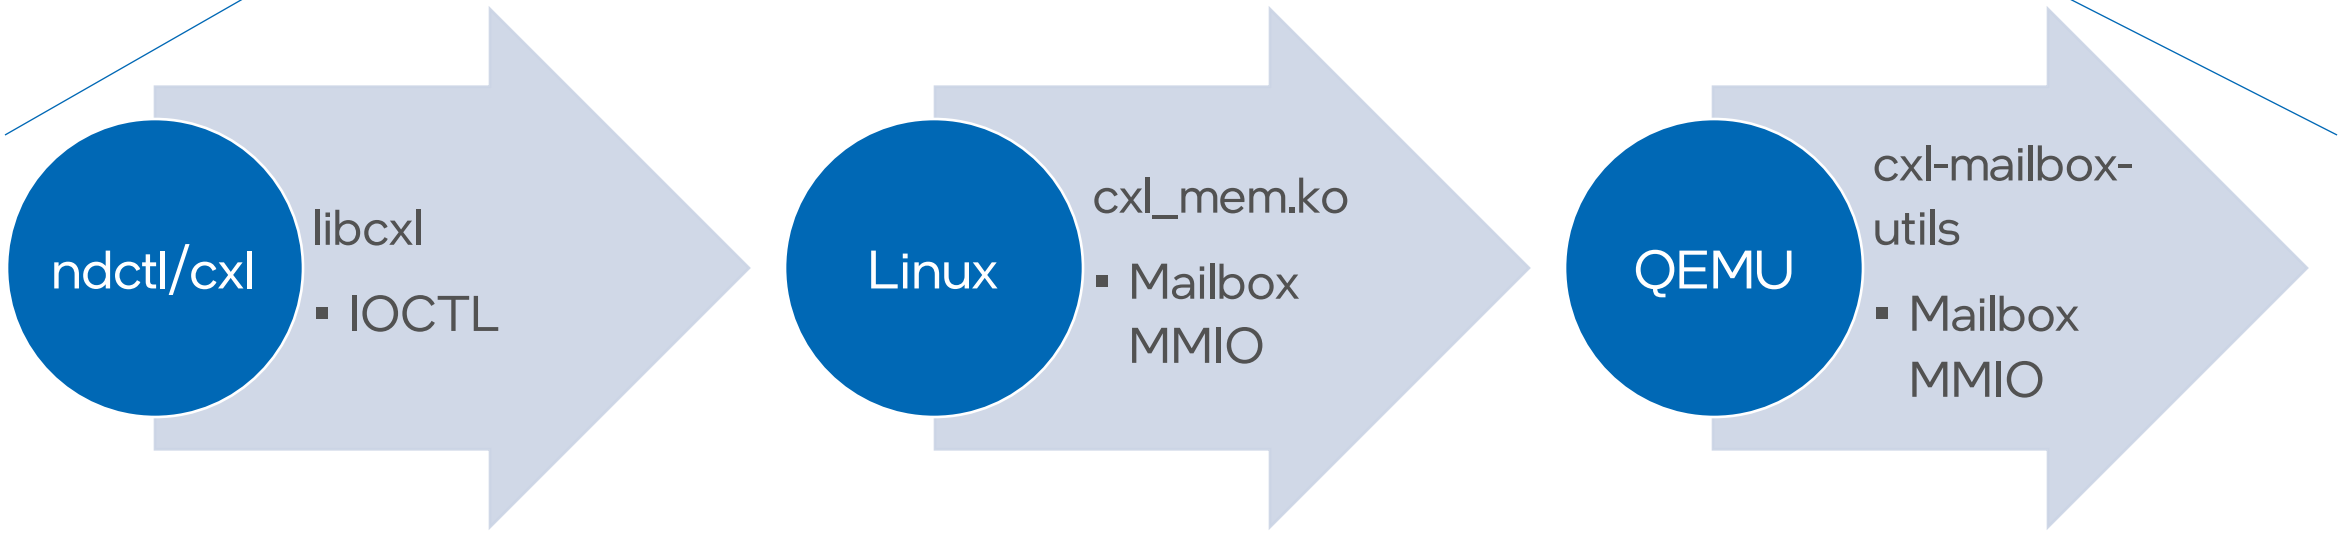 ndctl/cxl
libcxl
▪ IOCTL
Linux
cxl_mem.ko
▪ Mailbox
MMIO
QEMU
cxl-mailbox-
utils
▪ Mailbox
MMIO